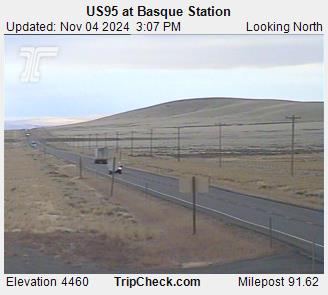 US95 at Basque Station
Updated: Nov 04 2024 3:07 PM Looking North
Elevation 4460 TripCheck.com Milepost 91.62